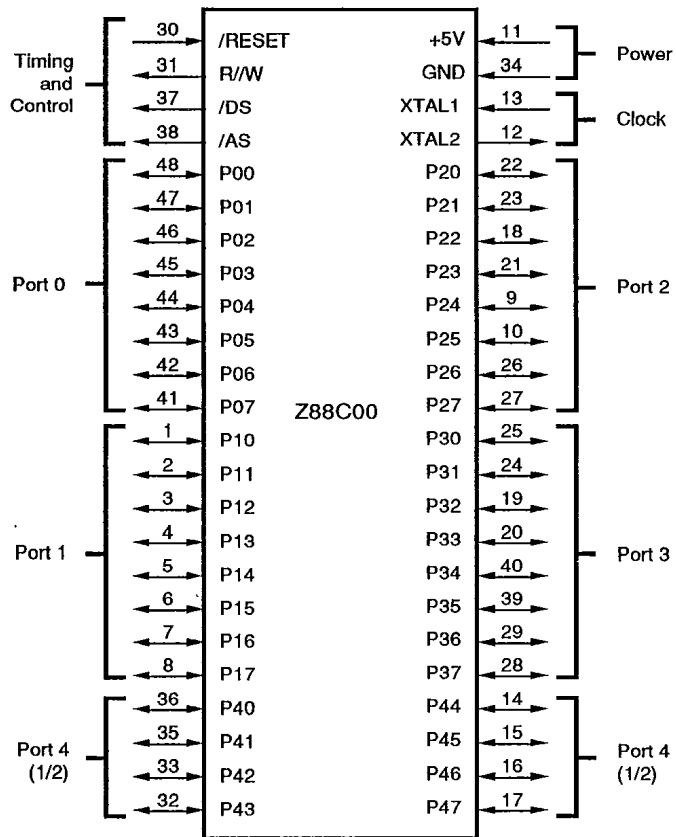 Timing
and
Control
30 /RESET
31 R//W
37 /DS
38 /AS
Port 0
48 P00
47 P01
46 P02
45 P03
44 P04
43 P05
42 P06
41 P07
Port 1
1 P10
2 P11
3 P12
4 P13
5 P14
6 P15
7 P16
8 P17
Port 4
(1/2)
36 P40
35 P41
33 P42
32 P43
Z88C00
+5V 11
GND 34
Power
XTAL1 13
XTAL2 12
Clock
P20 22
P21 23
P22 18
P23 21
P24 9
P25 10
P26 26
P27 27
Port 2
P30 25
P31 24
P32 19
P33 20
P34 40
P35 39
P36 29
P37 28
Port 3
P44 14
P45 15
P46 16
P47 17
Port 4
(1/2)